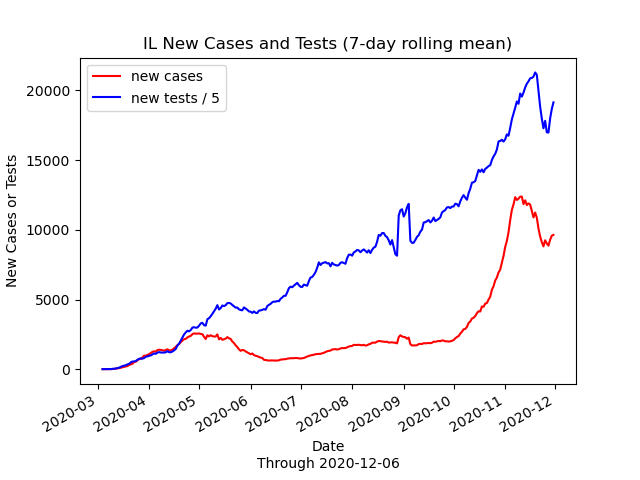 IL New Cases and Tests (7-day rolling mean)
new cases
new tests / 5
20000
15000
10000
5000
0
New Cases or Tests
2020-03
2020-04
2020-05
2020-06
2020-07
2020-08
2020-09
2020-10
2020-11
2020-12
Date
Through 2020-12-06